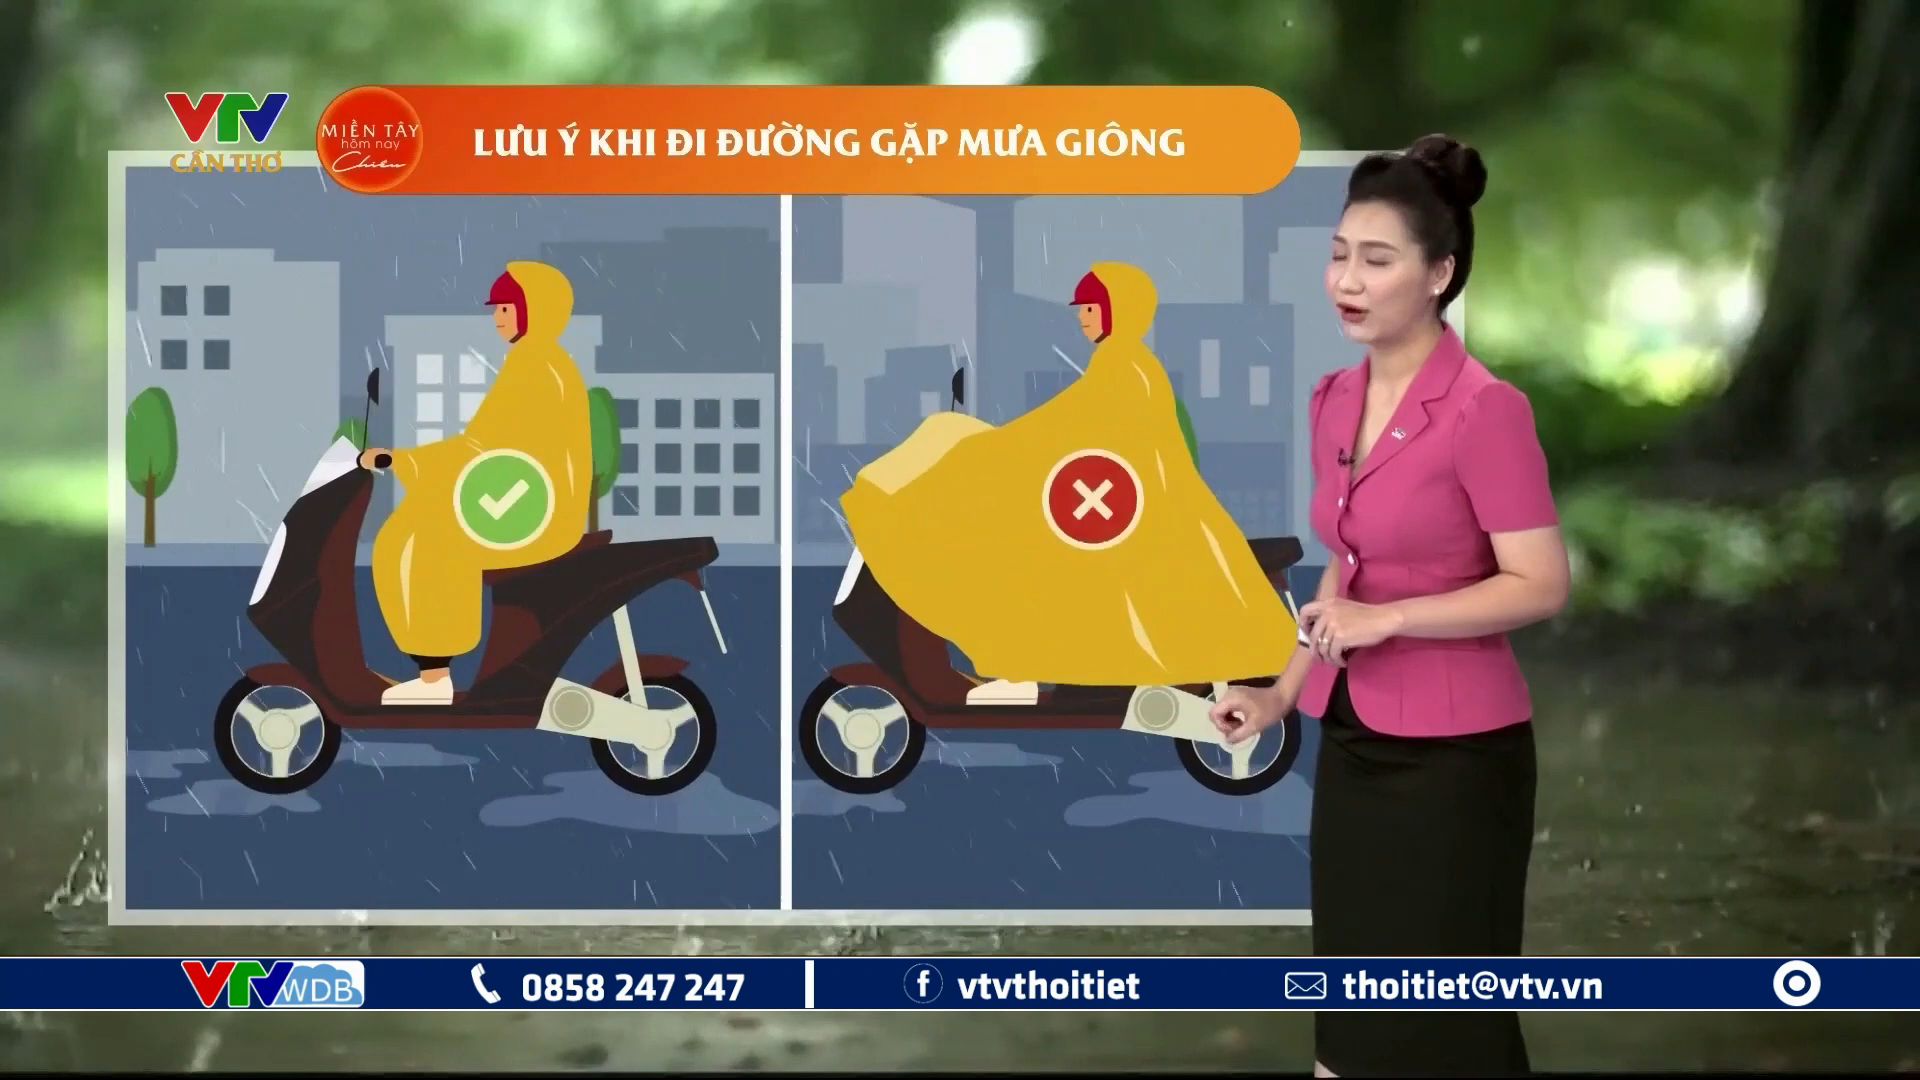 VTV
CẦN THƠ
MIỀN TÂY
hôm nay
Chiều
LƯU Ý KHI ĐI ĐƯỜNG GẶP MƯA GIÔNG
VTV WDB
0858 247 247
vtvthoitiet
thoitiet@vtv.vn